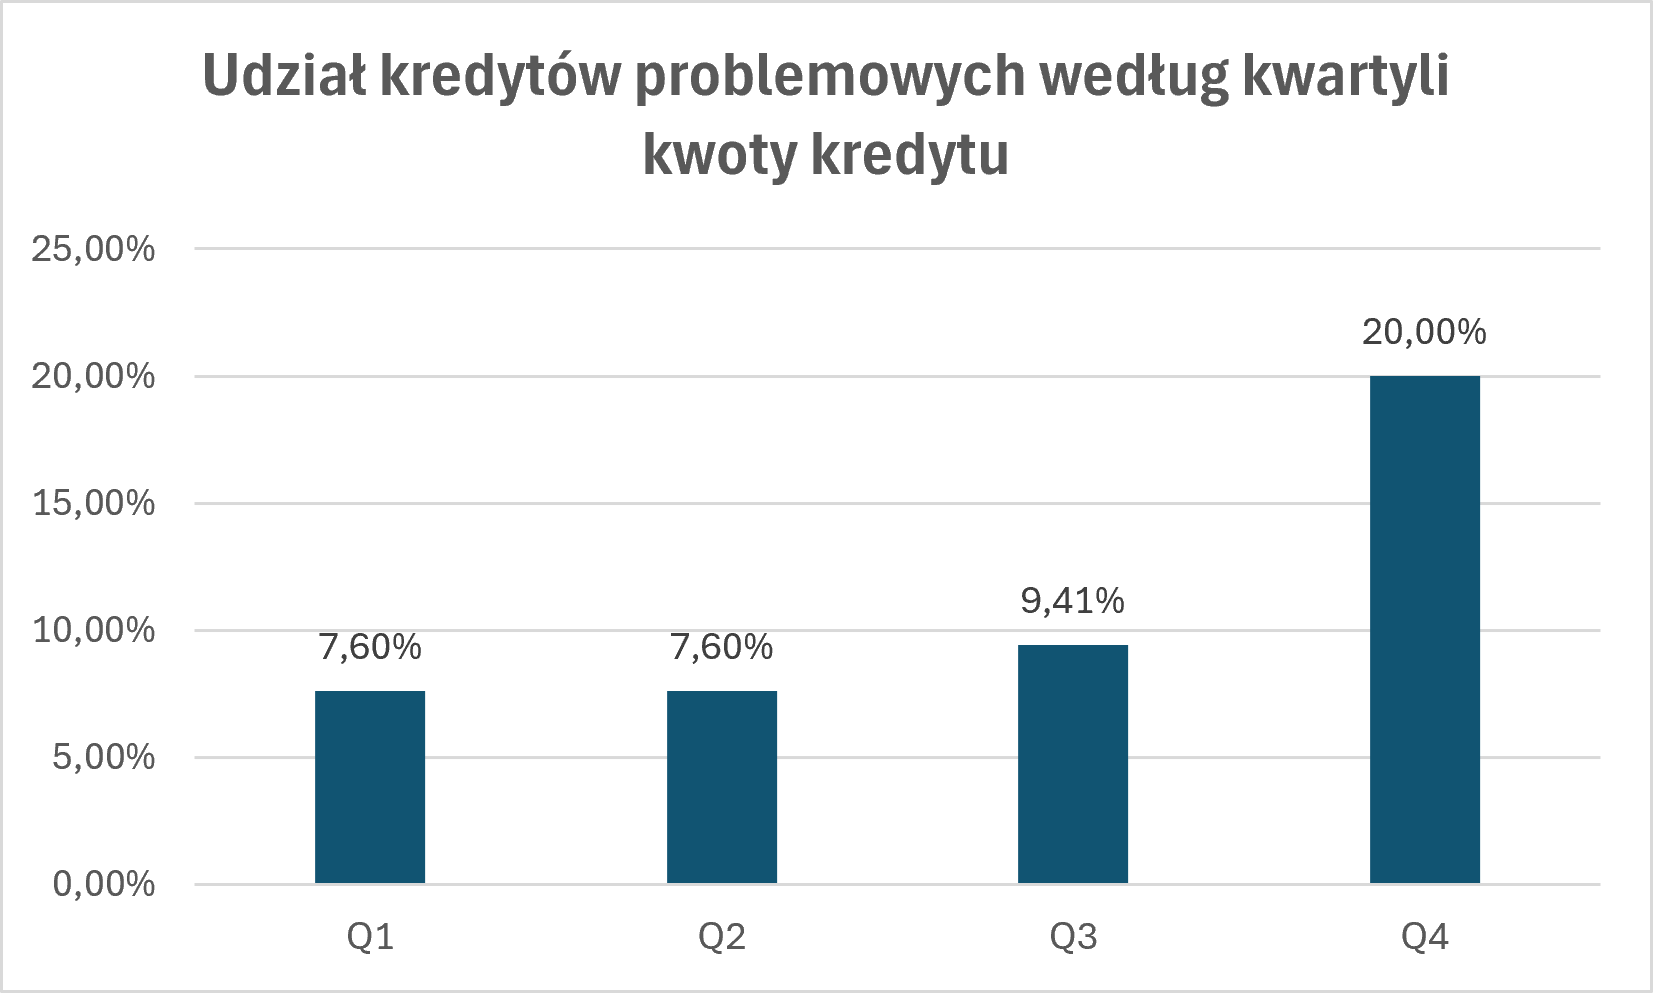 Udział kredytów problemowych według kwartyli
kwoty kredytu
25,00%
20,00%
15,00%
10,00%
5,00%
0,00%
7,60%
7,60%
9,41%
20,00%
Q1
Q2
Q3
Q4